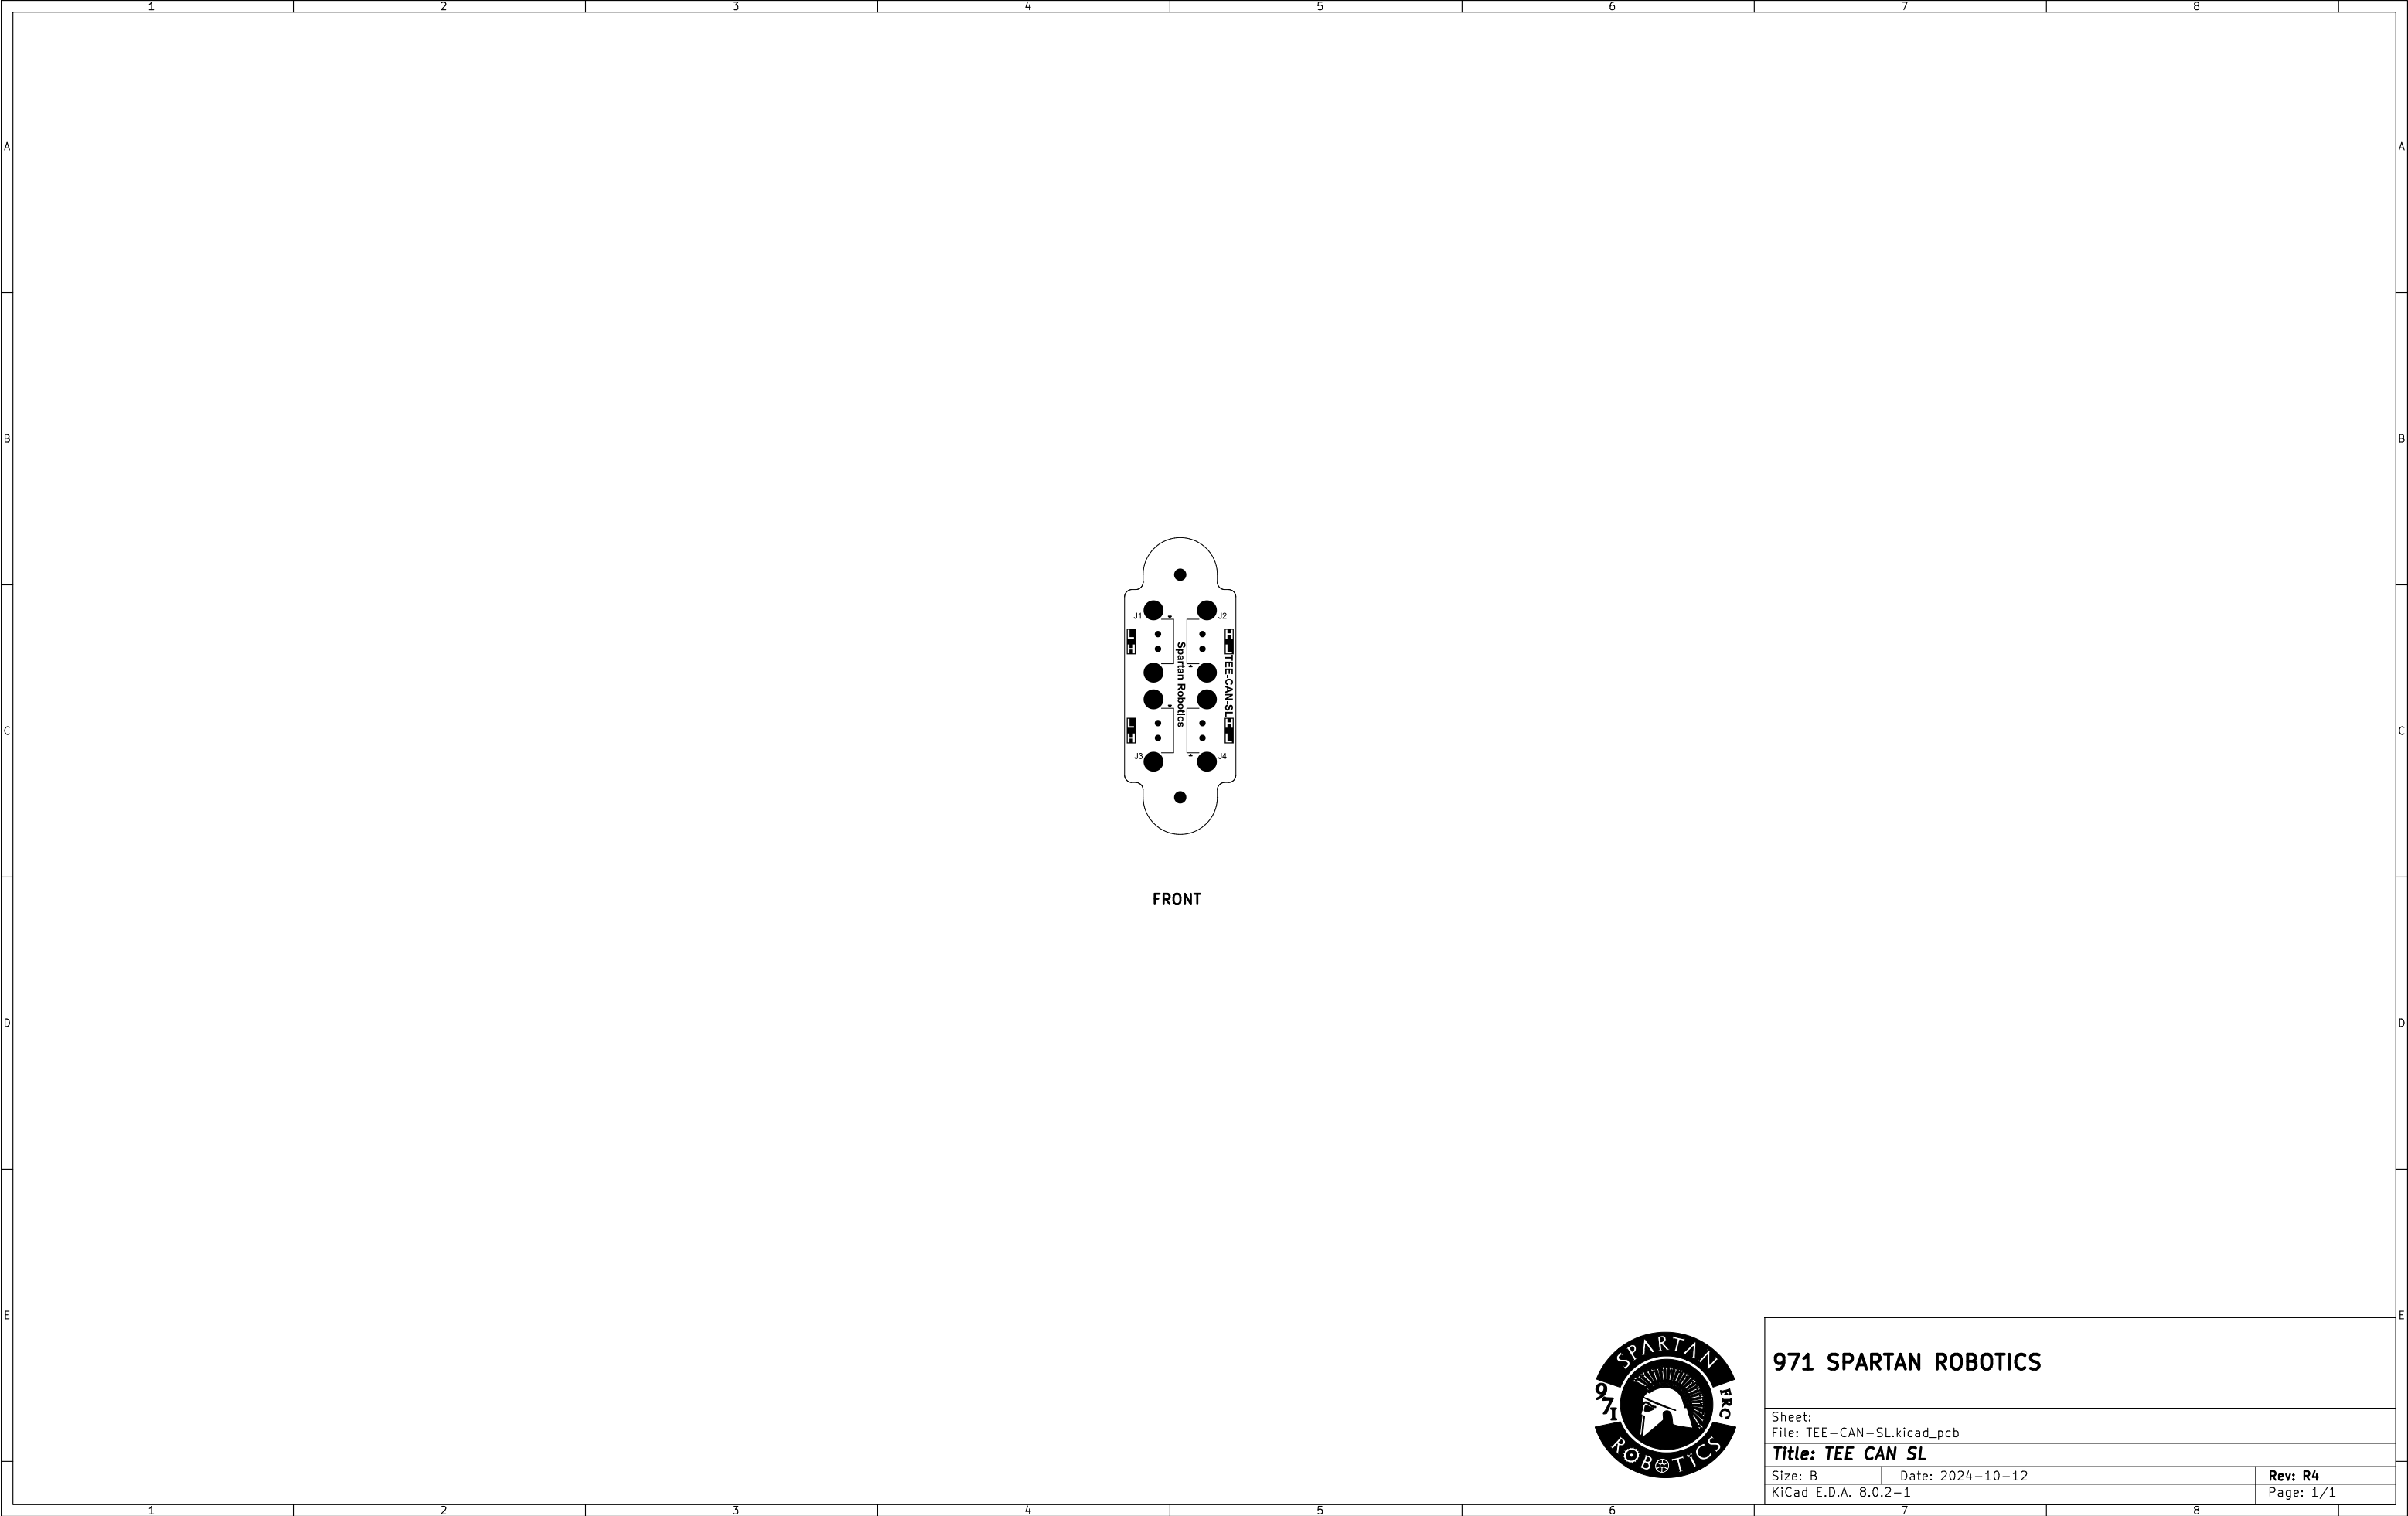 1 2 3 4 5 6 7 8
A A
B B
J1 J2
L H
H L
Spartan Robotics
TEE-CAN-SL
C C
L H
H L
J3 J4
FRONT
D D
E E
SPARTAN
971
FRC
ROBOTICS
971 SPARTAN ROBOTICS
Sheet:
File: TEE-CAN-SL.kicad_pcb
Title: TEE CAN SL
Size: B Date: 2024-10-12 Rev: R4
KiCad E.D.A. 8.0.2-1 Page: 1/1
1 2 3 4 5 6 7 8